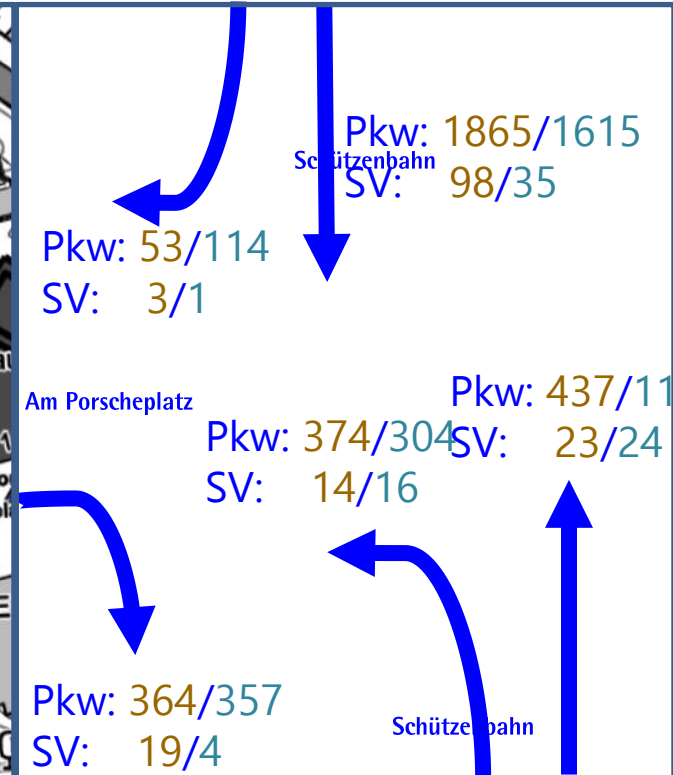 Pkw: 1865/1615
Schützenbahn
SV: 98/35
Pkw: 53/114
SV: 3/1
Am Porscheplatz
Pkw: 437/11
SV: 23/24
Pkw: 374/304
SV: 14/16
Pkw: 364/357
SV: 19/4
Schützenbahn